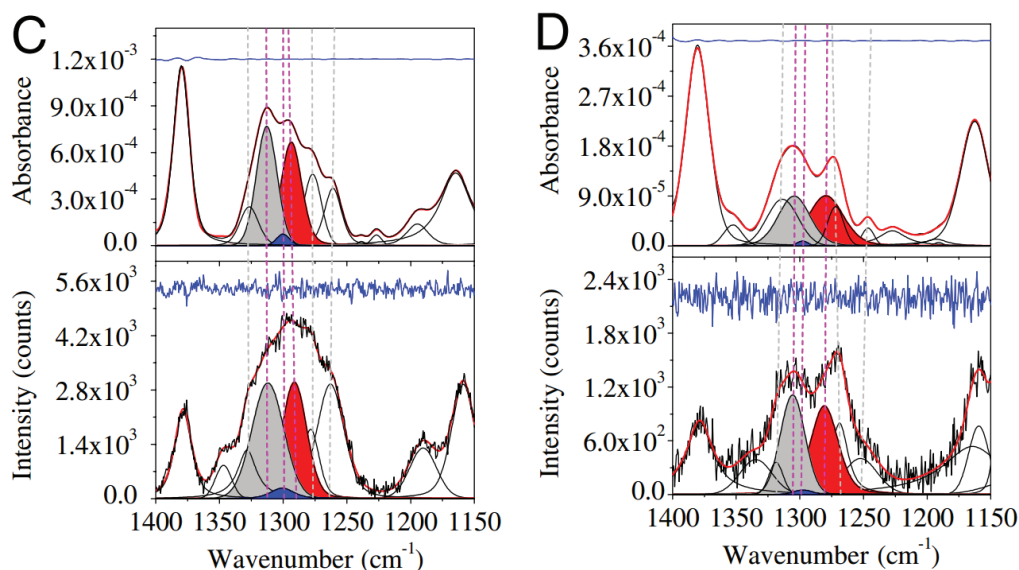 C
Absorbance
1.2x10⁻³
9.0x10⁻⁴
6.0x10⁻⁴
3.0x10⁻⁴
0.0
Intensity (counts)
5.6x10³
4.2x10³
2.8x10³
1.4x10³
0.0
1400 1350 1300 1250 1200 1150
Wavenumber (cm⁻¹)
D
Absorbance
3.6x10⁻⁴
2.7x10⁻⁴
1.8x10⁻⁴
9.0x10⁻⁵
0.0
Intensity (counts)
2.4x10³
1.8x10³
1.2x10³
6.0x10²
0.0
1400 1350 1300 1250 1200 1150
Wavenumber (cm⁻¹)